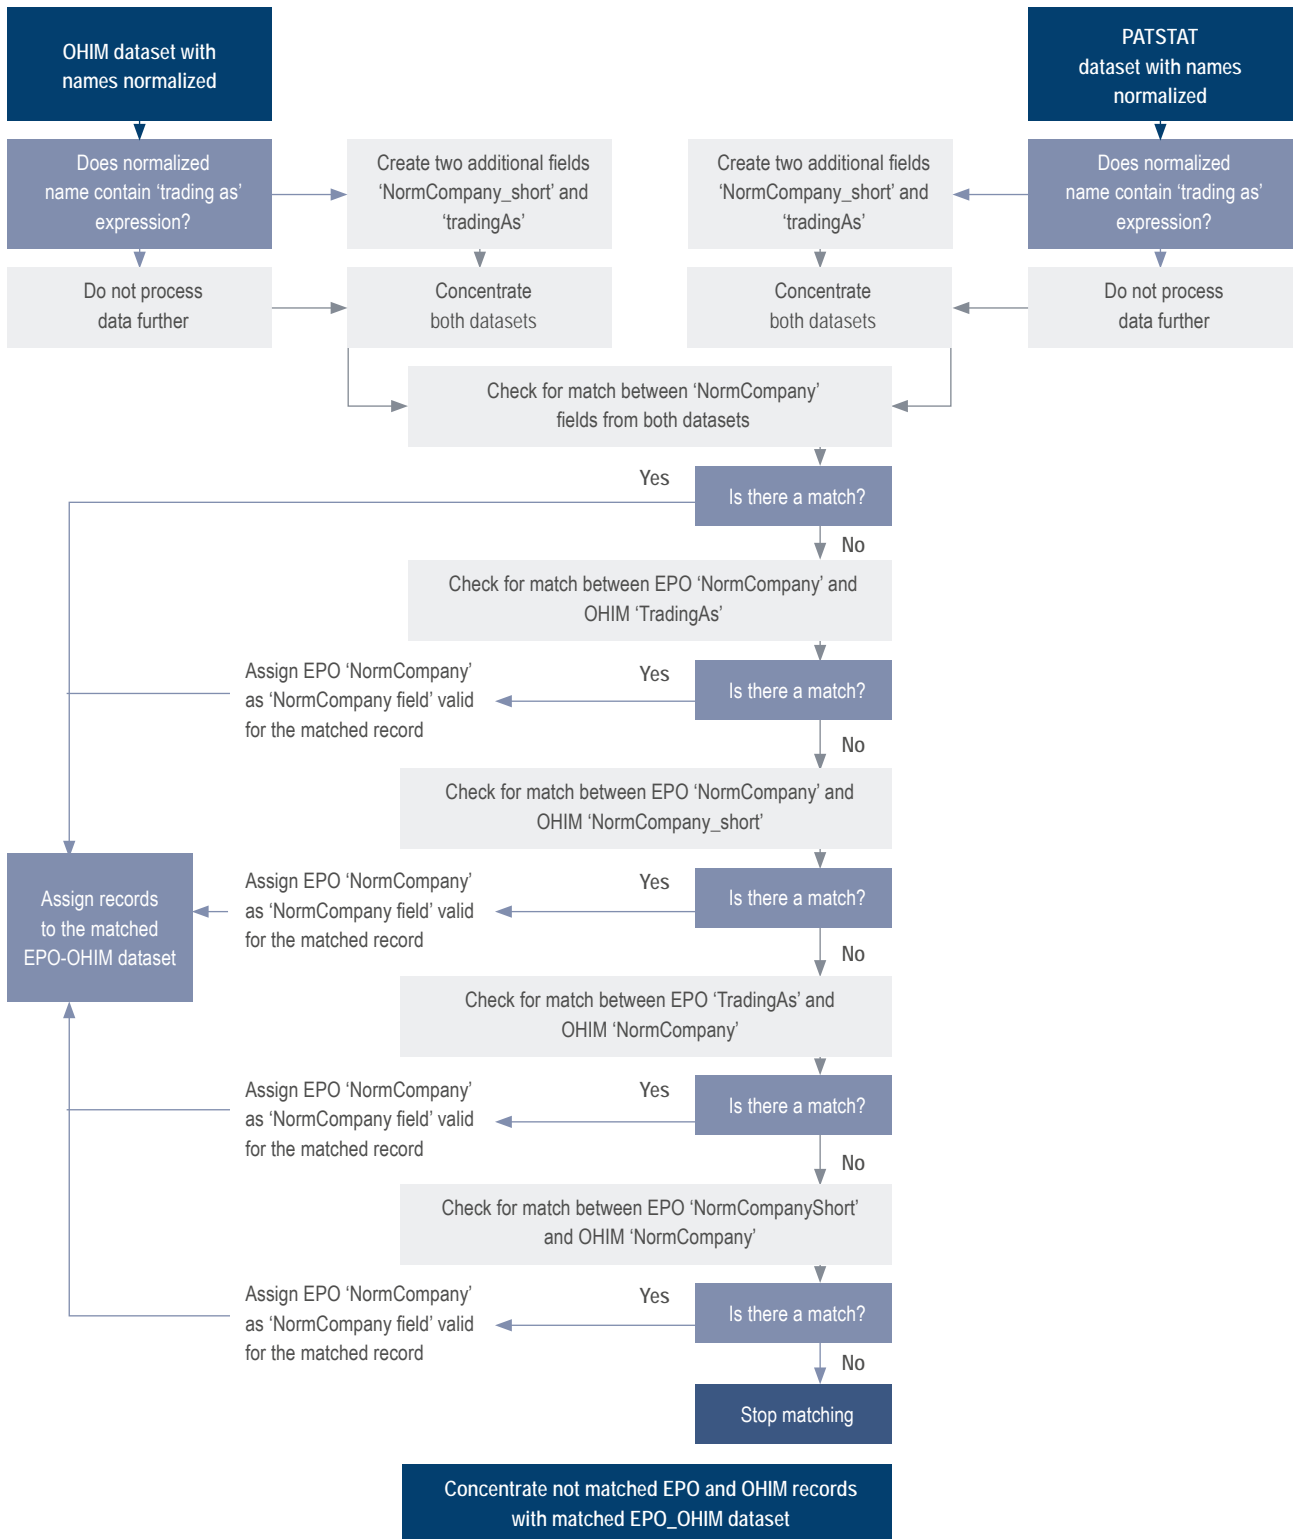 OHIM dataset with
names normalized
PATSTAT
dataset with names
normalized
Does normalized
name contain ‘trading as’
expression?
Create two additional fields
‘NormCompany_short’ and
‘tradingAs’
Create two additional fields
‘NormCompany_short’ and
‘tradingAs’
Does normalized
name contain ‘trading as’
expression?
Do not process
data further
Concentrate
both datasets
Concentrate
both datasets
Do not process
data further
Check for match between ‘NormCompany’
fields from both datasets
Yes
Is there a match?
No
Check for match between EPO ‘NormCompany’ and
OHIM ‘TradingAs’
Assign EPO ‘NormCompany’
as ‘NormCompany field’ valid
for the matched record
Yes
Is there a match?
No
Check for match between EPO ‘NormCompany’ and
OHIM ‘NormCompany_short’
Assign records
to the matched
EPO-OHIM dataset
Assign EPO ‘NormCompany’
as ‘NormCompany field’ valid
for the matched record
Yes
Is there a match?
No
Check for match between EPO ‘TradingAs’ and
OHIM ‘NormCompany’
Assign EPO ‘NormCompany’
as ‘NormCompany field’ valid
for the matched record
Yes
Is there a match?
No
Check for match between EPO ‘NormCompanyShort’
and OHIM ‘NormCompany’
Assign EPO ‘NormCompany’
as ‘NormCompany field’ valid
for the matched record
Yes
Is there a match?
No
Stop matching
Concentrate not matched EPO and OHIM records
with matched EPO_OHIM dataset